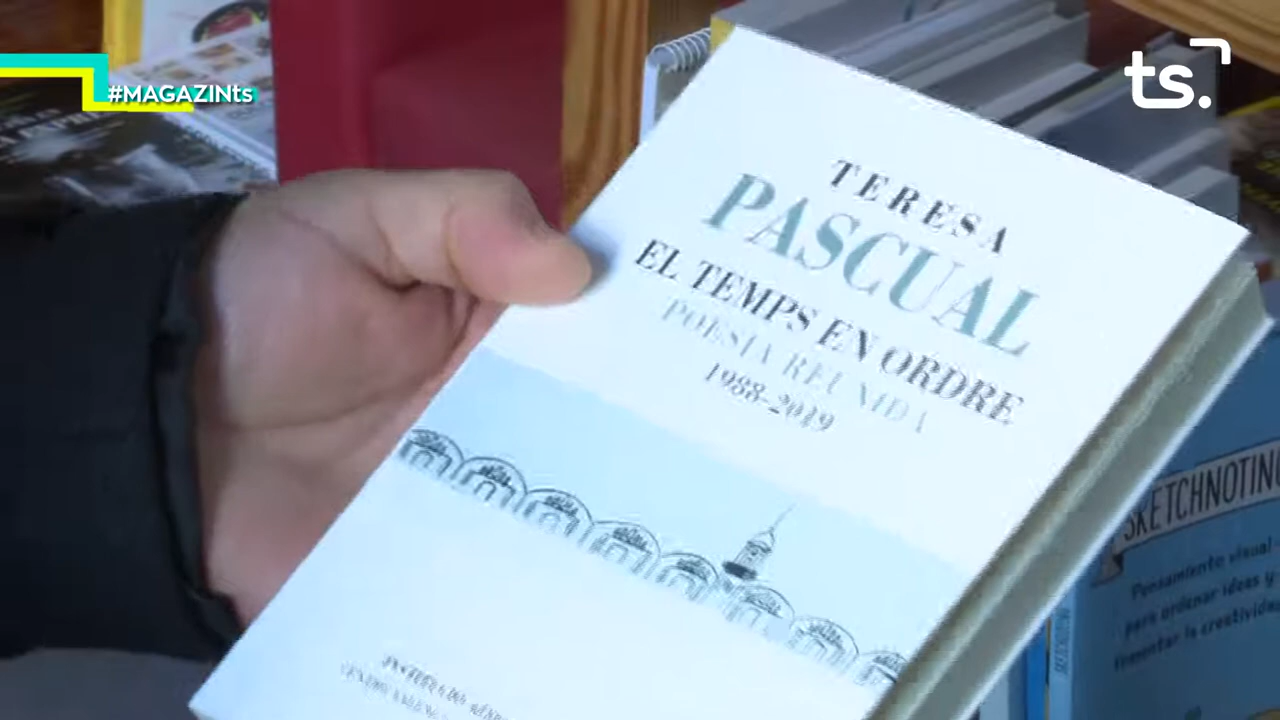 #MAGAZINts
ts.
TERESA
PASCUAL
EL TEMPS EN ORDRE
POESIA REUNIDA
1988-2019
SKETCHNOTING
Pensamiento visual
para ordenar ideas y
fomentar la creatividad